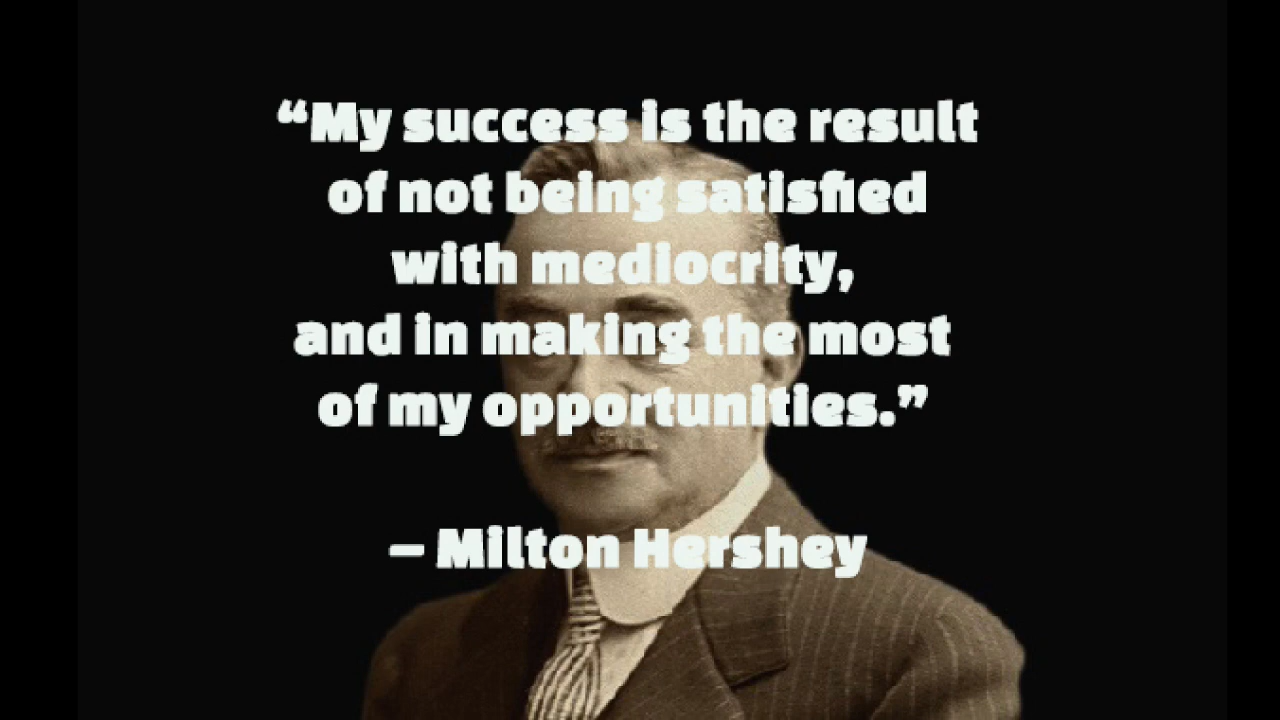 “My success is the result
of not being satisfied
with mediocrity,
and in making the most
of my opportunities.”
– Milton Hershey